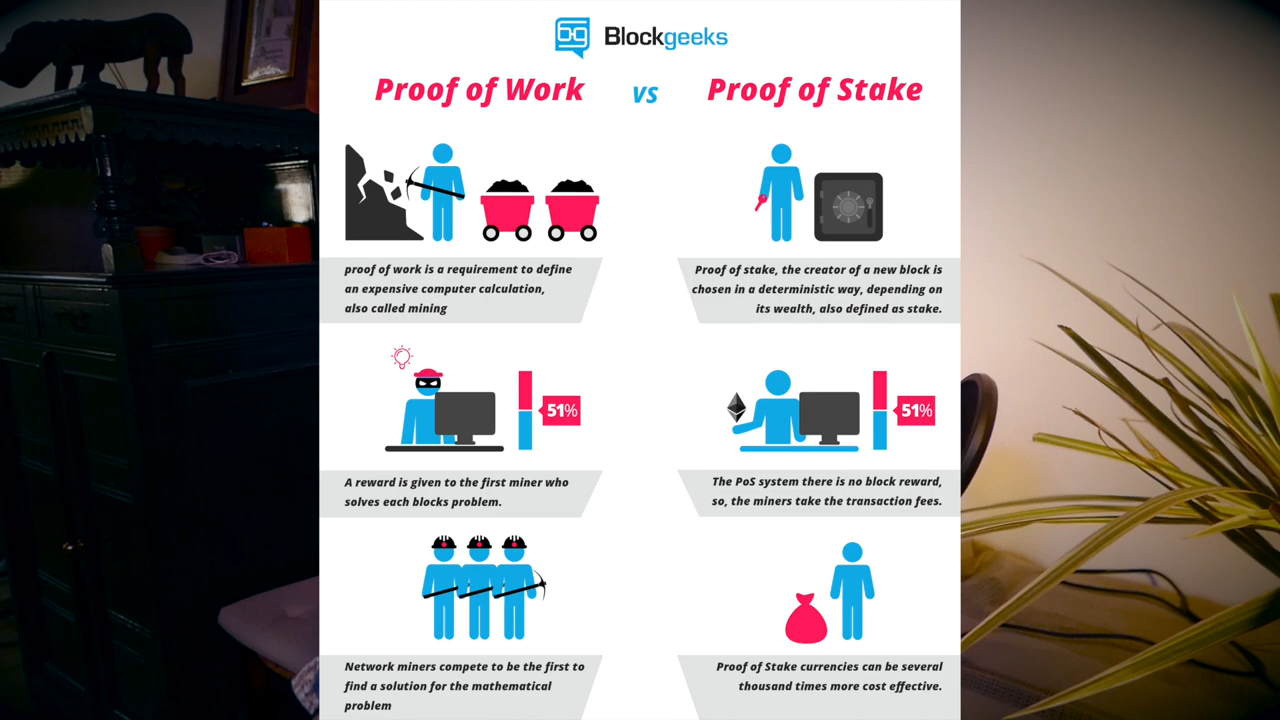 Blockgeeks
Proof of Work vs Proof of Stake
proof of work is a requirement to define
an expensive computer calculation,
also called mining
Proof of stake, the creator of a new block is
chosen in a deterministic way, depending on
its wealth, also defined as stake.
51%
51%
A reward is given to the first miner who
solves each blocks problem.
The PoS system there is no block reward,
so, the miners take the transaction fees.
Network miners compete to be the first to
find a solution for the mathematical
problem
Proof of Stake currencies can be several
thousand times more cost effective.